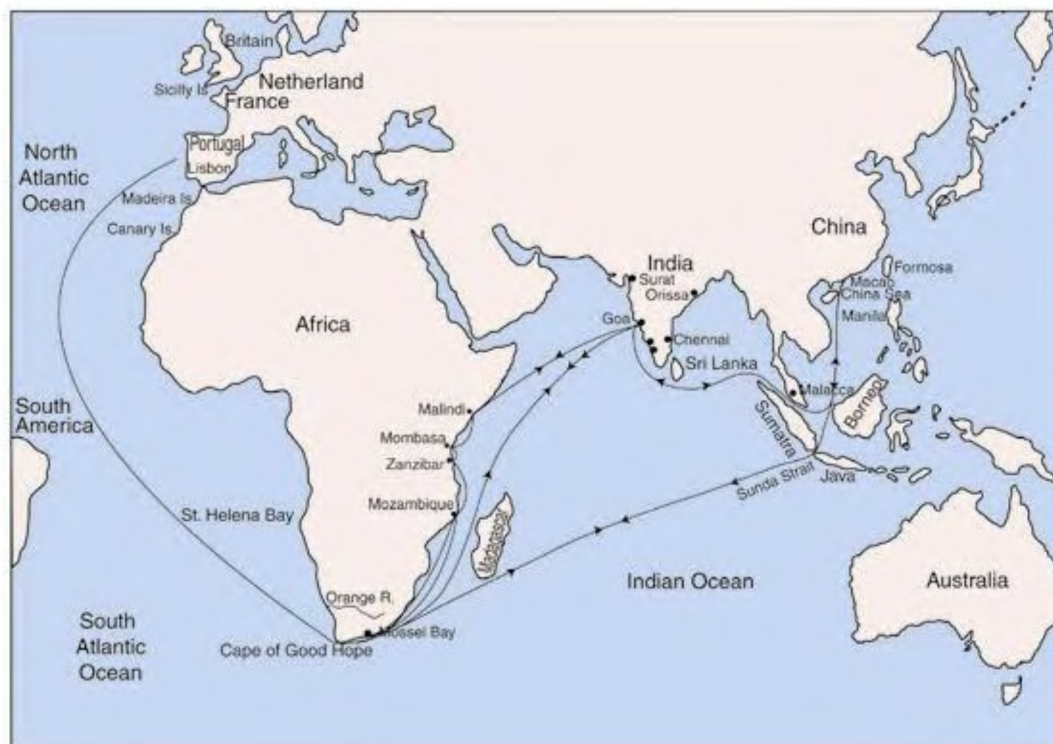 Britain
Netherland
Sicilly Is
France
Portugal
Lisbon
North
Atlantic
Ocean
Madeira Is.
Canary Is.
China
India
Formosa
Surat
Macao
Orissa
China Sea
Manila
Goa
Africa
Chennai
Sri Lanka
Malacca
South
America
Malindi
Borneo
Sumatra
Mombasa
Zanzibar
Sunda Strait
Java
Mozambique
St. Helena Bay
Madagascar
Indian Ocean
Australia
Orange R.
Mossel Bay
South
Atlantic
Ocean
Cape of Good Hope